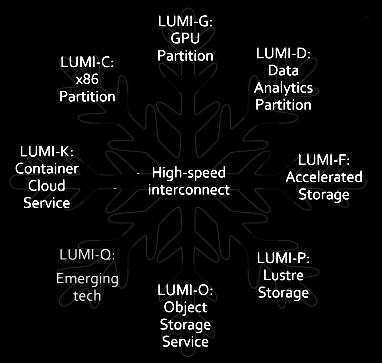 LUMI-G:
GPU
Partition
LUMI-C:
x86
Partition
LUMI-D:
Data
Analytics
Partition
LUMI-K:
Container
Cloud
Service
High-speed
interconnect
LUMI-F:
Accelerated
Storage
LUMI-Q:
Emerging
tech
LUMI-P:
Lustre
Storage
LUMI-O:
Object
Storage
Service